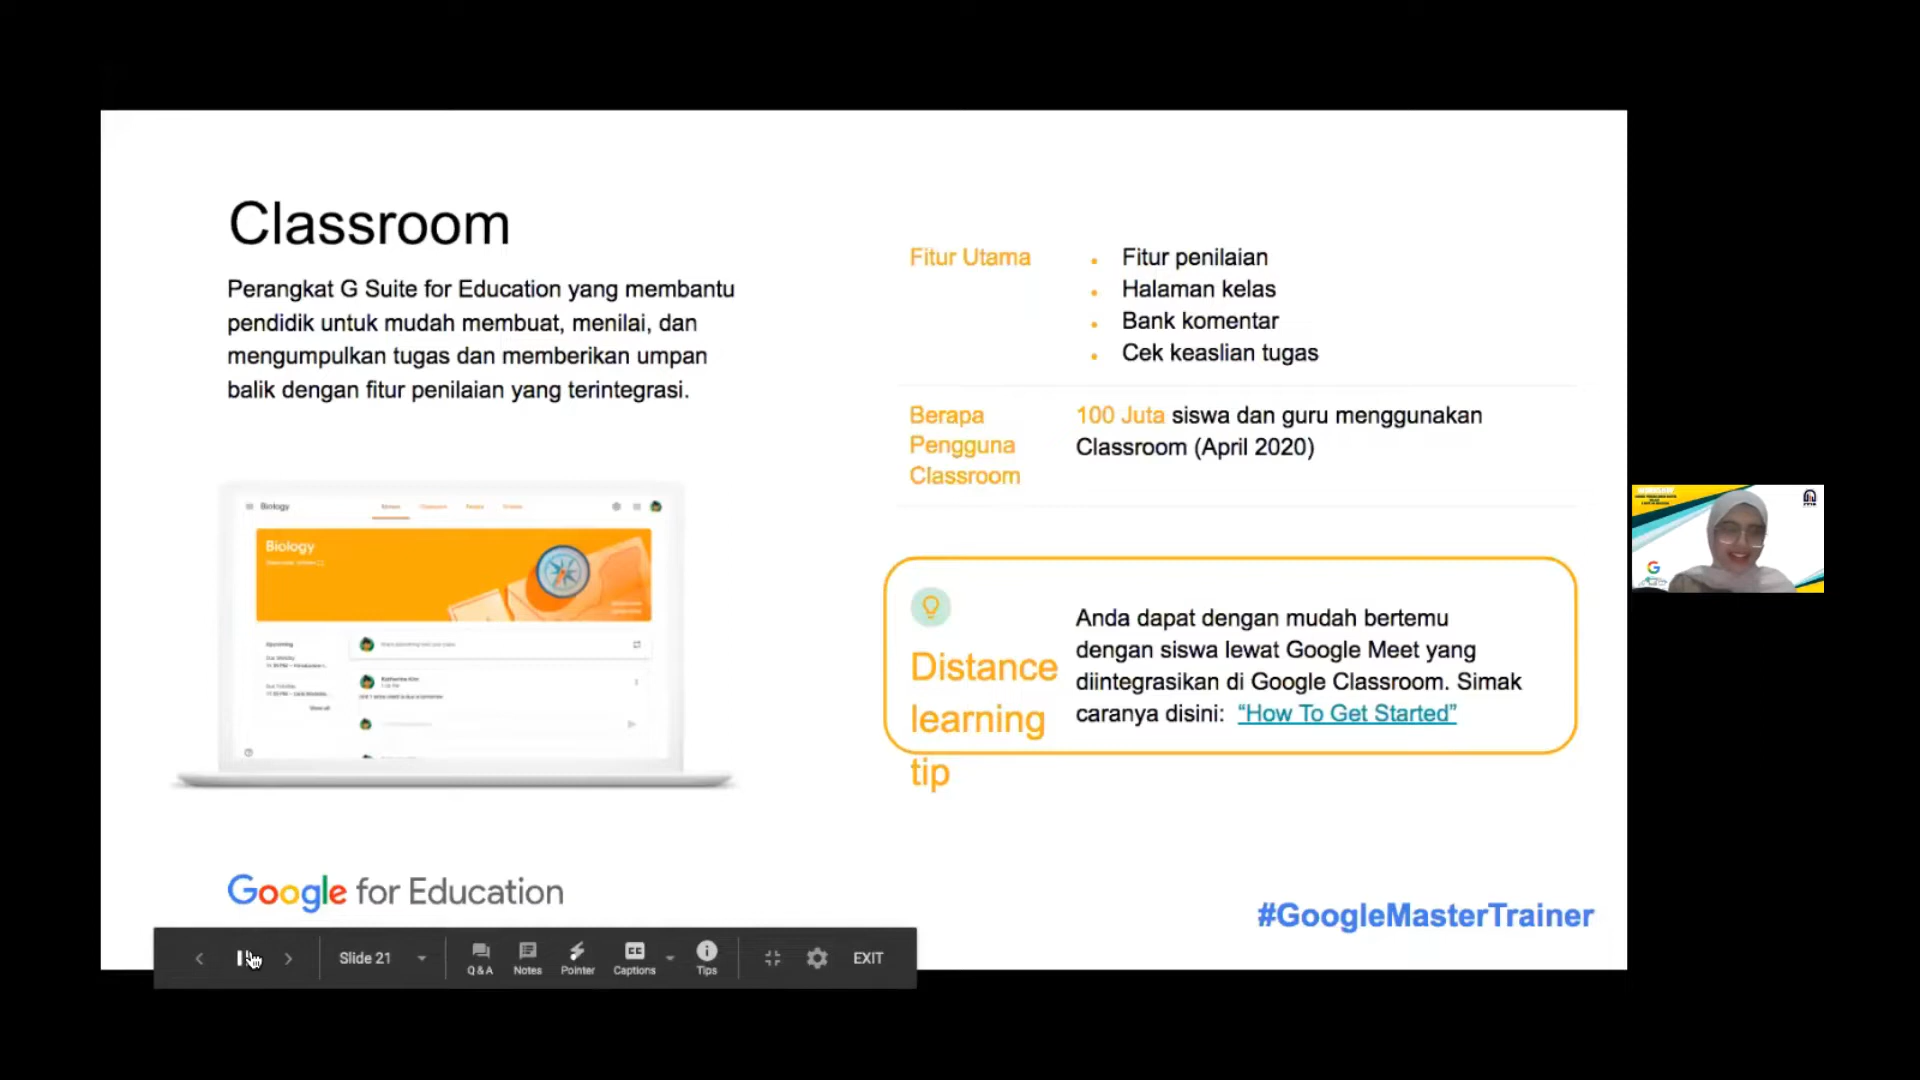 Classroom
Perangkat G Suite for Education yang membantu
pendidik untuk mudah membuat, menilai, dan
mengumpulkan tugas dan memberikan umpan
balik dengan fitur penilaian yang terintegrasi.
Biology
Biology
Fitur Utama
Fitur penilaian
Halaman kelas
Bank komentar
Cek keaslian tugas
Berapa
Pengguna
Classroom
100 Juta siswa dan guru menggunakan
Classroom (April 2020)
Distance
learning
tip
Anda dapat dengan mudah bertemu
dengan siswa lewat Google Meet yang
diintegrasikan di Google Classroom. Simak
caranya disini: “How To Get Started”
Google for Education
#GoogleMasterTrainer
Slide 21
Q&A
Notes
Pointer
CC
Captions
Tips
EXIT